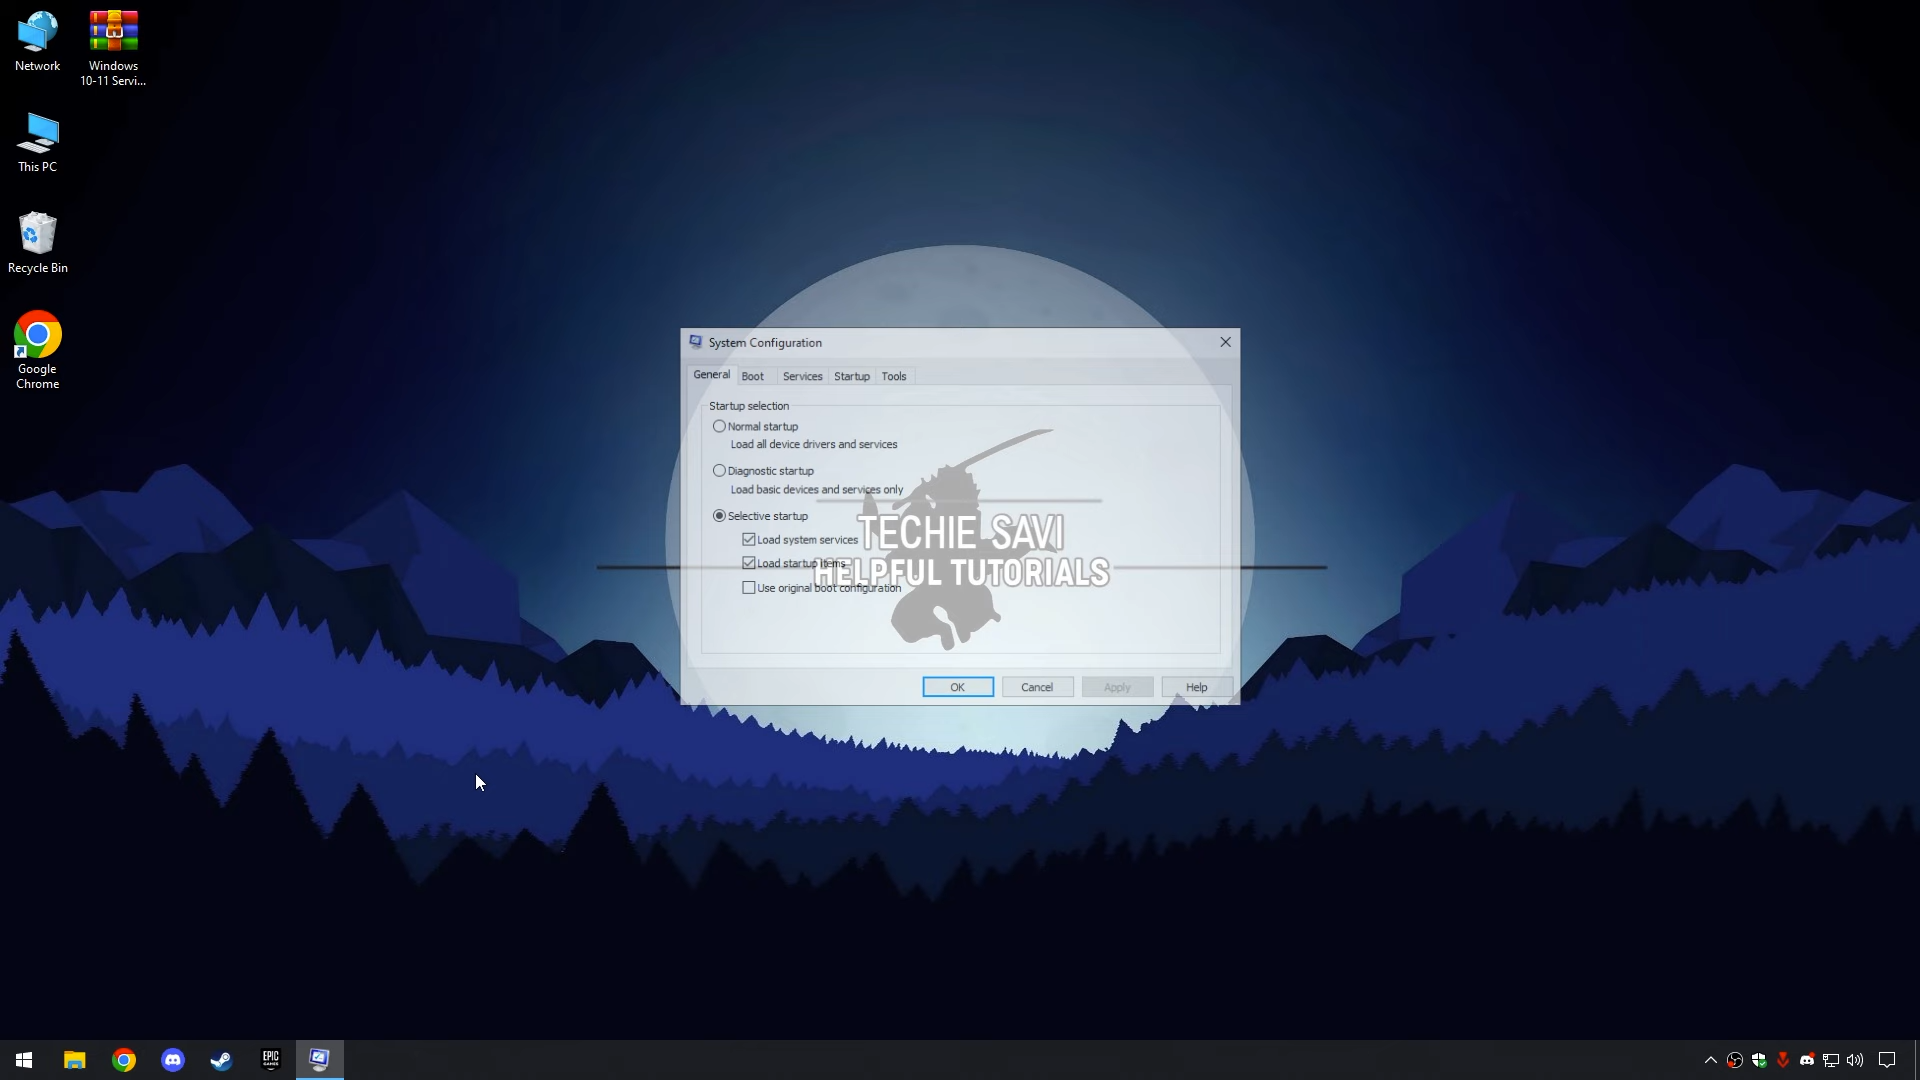 Network
Windows
10-11 Servi...
This PC
Recycle Bin
Google
Chrome
System Configuration
General
Boot
Services
Startup
Tools
Startup selection
Normal startup
Load all device drivers and services
Diagnostic startup
Load basic devices and services only
Selective startup
Load system services
Load startup items
Use original boot configuration
TECHIE SAVI
HELPFUL TUTORIALS
OK
Cancel
Apply
Help
EPIC
GAMES